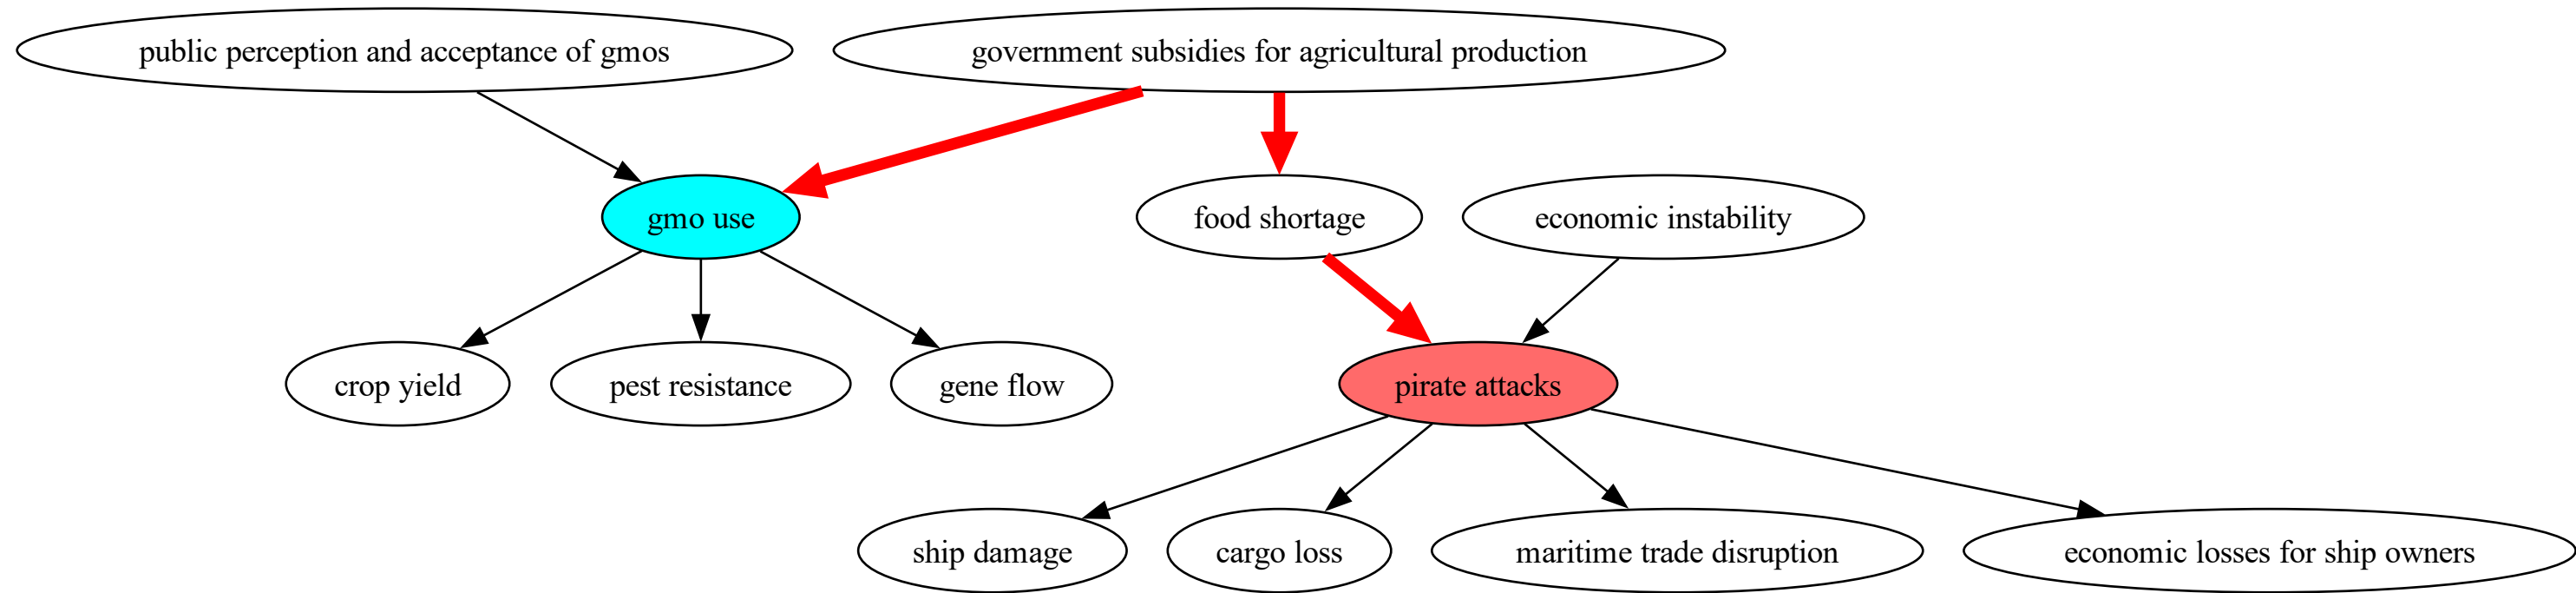 public perception and acceptance of gmos
government subsidies for agricultural production
gmo use
food shortage
economic instability
crop yield
pest resistance
gene flow
pirate attacks
ship damage
cargo loss
maritime trade disruption
economic losses for ship owners